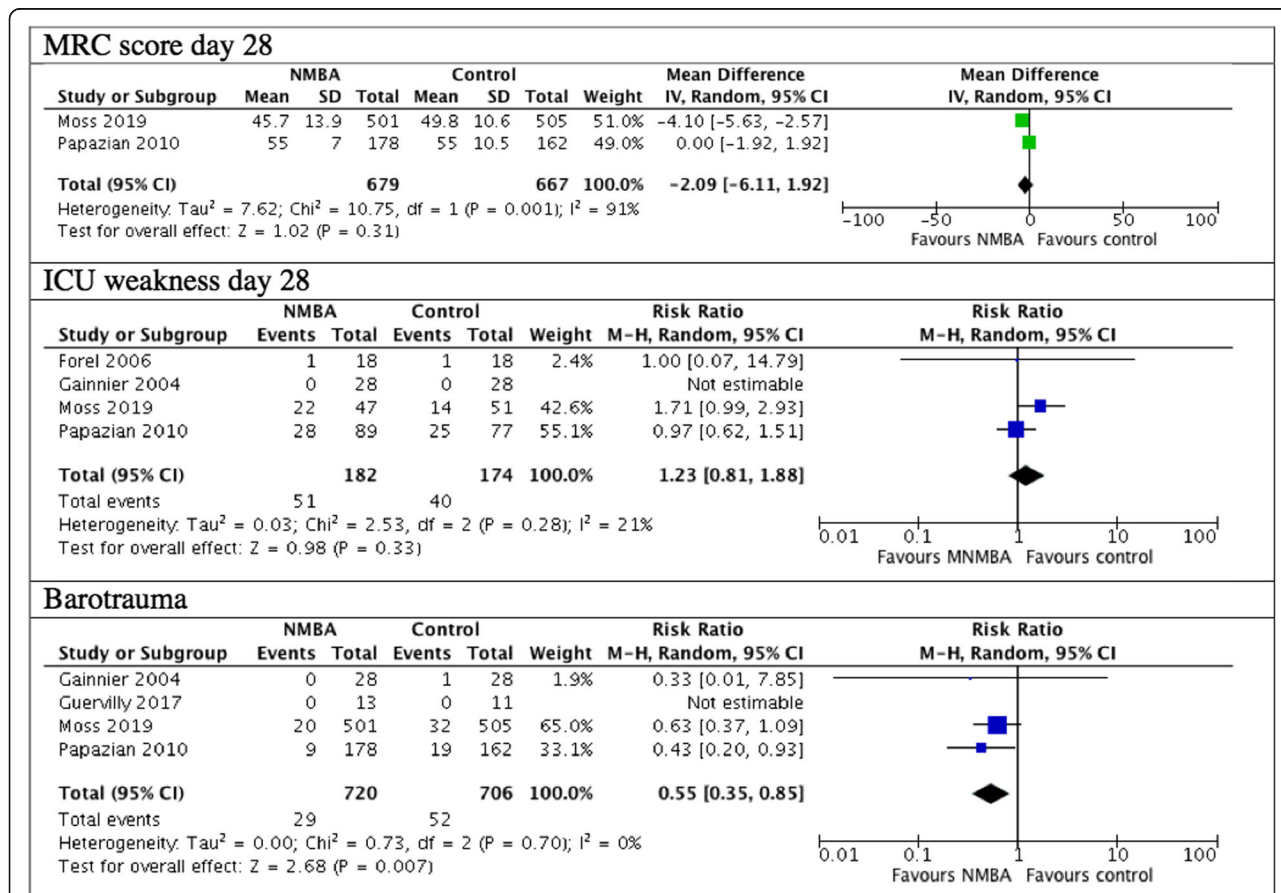 MRC score day 28
NMBA Control Mean Difference Mean Difference
Study or Subgroup Mean SD Total Mean SD Total Weight IV, Random, 95% CI IV, Random, 95% CI
Moss 2019 45.7 13.9 501 49.8 10.6 505 51.0% −4.10 [−5.63, −2.57]
Papazian 2010 55 7 178 55 10.5 162 49.0% 0.00 [−1.92, 1.92]
Total (95% CI) 679 667 100.0% −2.09 [−6.11, 1.92]
Heterogeneity: Tau² = 7.62; Chi² = 10.75, df = 1 (P = 0.001); I² = 91%
Test for overall effect: Z = 1.02 (P = 0.31)
−100 −50 0 50 100
Favours NMBA Favours control
ICU weakness day 28
NMBA Control Risk Ratio Risk Ratio
Study or Subgroup Events Total Events Total Weight M−H, Random, 95% CI M−H, Random, 95% CI
Forel 2006 1 18 1 18 2.4% 1.00 [0.07, 14.79]
Gainnier 2004 0 28 0 28 Not estimable
Moss 2019 22 47 14 51 42.6% 1.71 [0.99, 2.93]
Papazian 2010 28 89 25 77 55.1% 0.97 [0.62, 1.51]
Total (95% CI) 182 174 100.0% 1.23 [0.81, 1.88]
Total events 51 40
Heterogeneity: Tau² = 0.03; Chi² = 2.53, df = 2 (P = 0.28); I² = 21%
Test for overall effect: Z = 0.98 (P = 0.33)
0.01 0.1 1 10 100
Favours MNMBA Favours control
Barotrauma
NMBA Control Risk Ratio Risk Ratio
Study or Subgroup Events Total Events Total Weight M−H, Random, 95% CI M−H, Random, 95% CI
Gainnier 2004 0 28 1 28 1.9% 0.33 [0.01, 7.85]
Guervilly 2017 0 13 0 11 Not estimable
Moss 2019 20 501 32 505 65.0% 0.63 [0.37, 1.09]
Papazian 2010 9 178 19 162 33.1% 0.43 [0.20, 0.93]
Total (95% CI) 720 706 100.0% 0.55 [0.35, 0.85]
Total events 29 52
Heterogeneity: Tau² = 0.00; Chi² = 0.73, df = 2 (P = 0.70); I² = 0%
Test for overall effect: Z = 2.68 (P = 0.007)
0.01 0.1 1 10 100
Favours NMBA Favours control